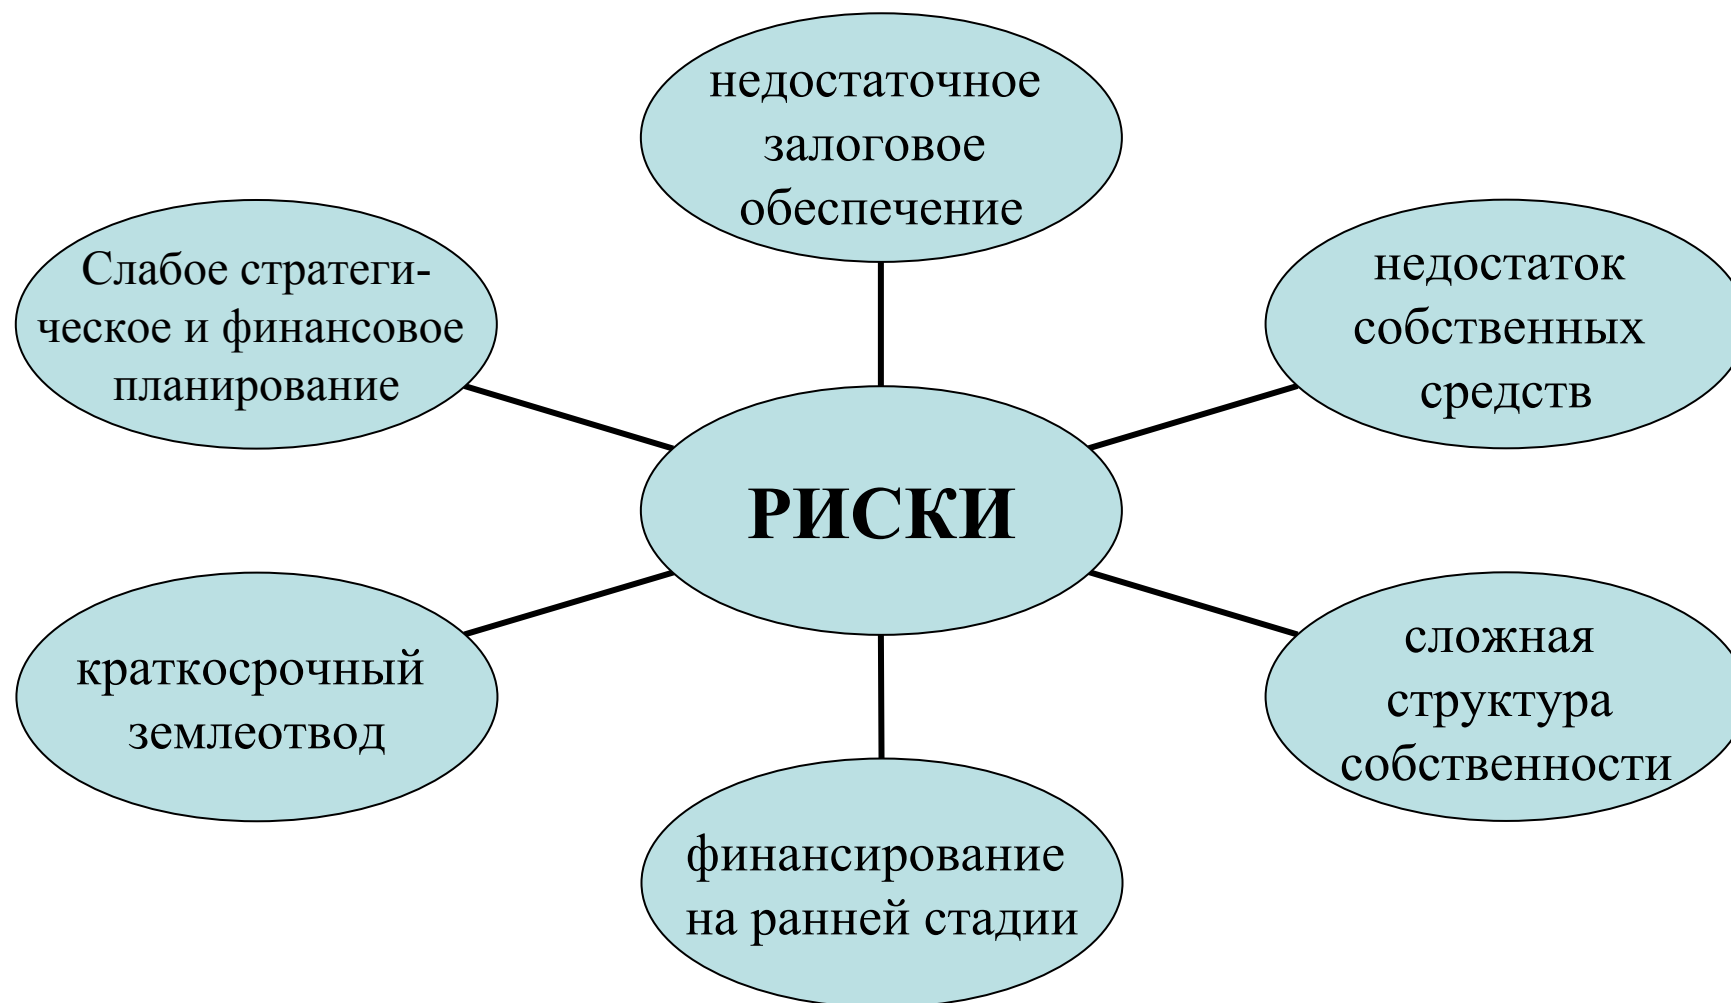 недостаточное
залоговое
обеспечение
Слабое стратеги-
ческое и финансовое
планирование
недостаток
собственных
средств
РИСКИ
краткосрочный
землеотвод
сложная
структура
собственности
финансирование
на ранней стадии